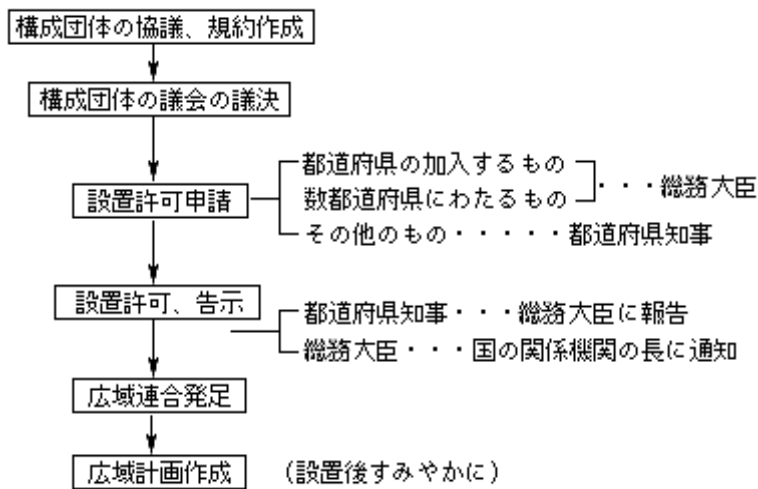 構成団体の協議、規約作成
構成団体の議会の議決
都道府県の加入するもの
数都道府県にわたるもの
・・・総務大臣
設置許可申請
その他のもの・・・・・都道府県知事
設置許可、告示
都道府県知事・・・総務大臣に報告
総務大臣・・・国の関係機関の長に通知
広域連合発足
広域計画作成 （設置後すみやかに）